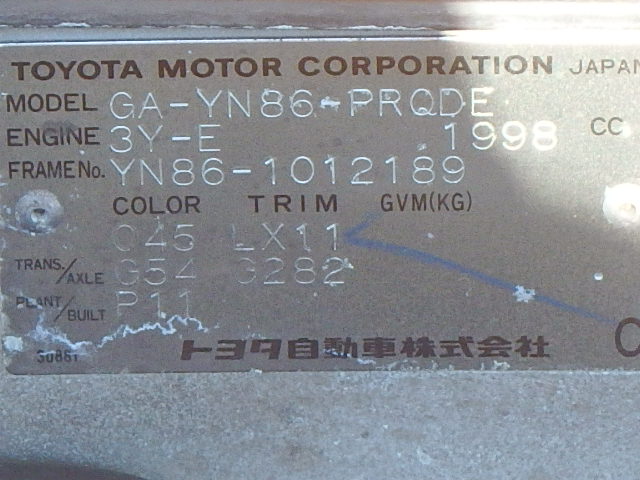 TOYOTA MOTOR CORPORATION JAPAN
MODEL GA-YN86-PRQDE
ENGINE 3Y-E 1998 CC
FRAME No. YN86-1012189
COLOR TRIM GVM(KG)
045 LX11
TRANS./AXLE G54 G282
PLANT/BUILT P11
30881 トヨタ自動車株式会社 C